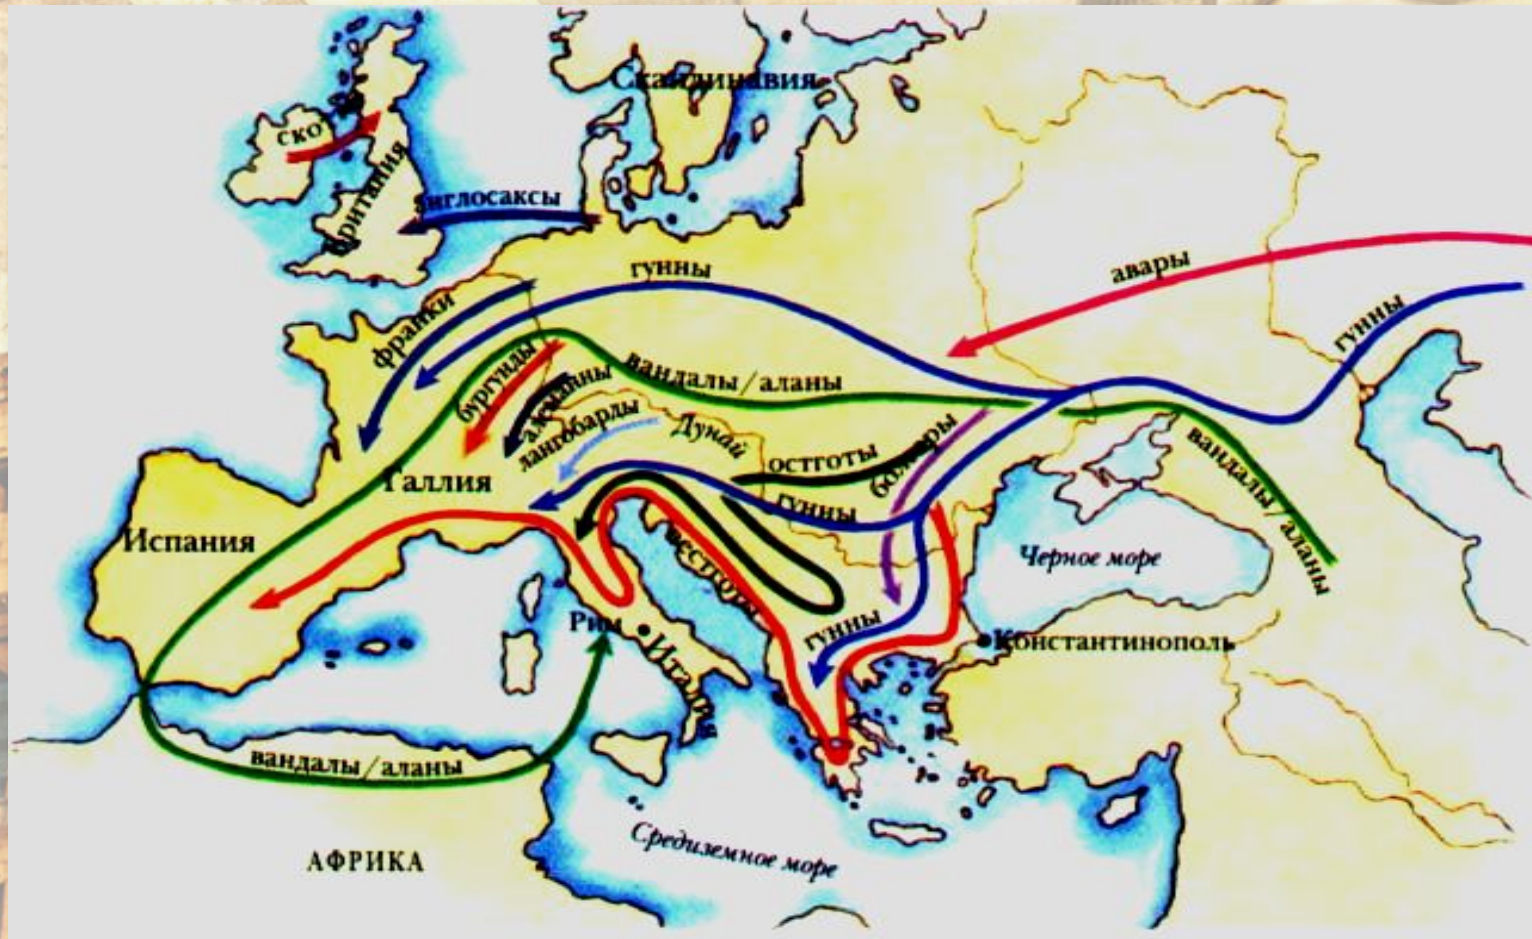 Скандинавия
ско
Британия
англосаксы
гунны
авары
гунны
франки
бургунды
алеманны
вандалы/аланы
лангобарды
Дунай
остготы
болгары
вандалы/аланы
Галлия
гунны
Испания
вестготы
Черное море
гунны
Рим
Италия
Константинополь
вандалы/аланы
АФРИКА
Средиземное море